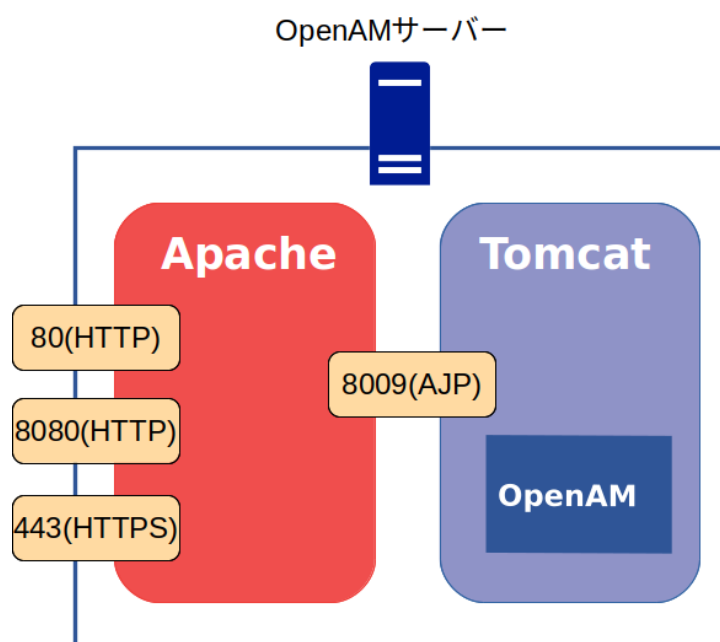 OpenAMサーバー
Apache
Tomcat
80(HTTP)
8009(AJP)
8080(HTTP)
OpenAM
443(HTTPS)